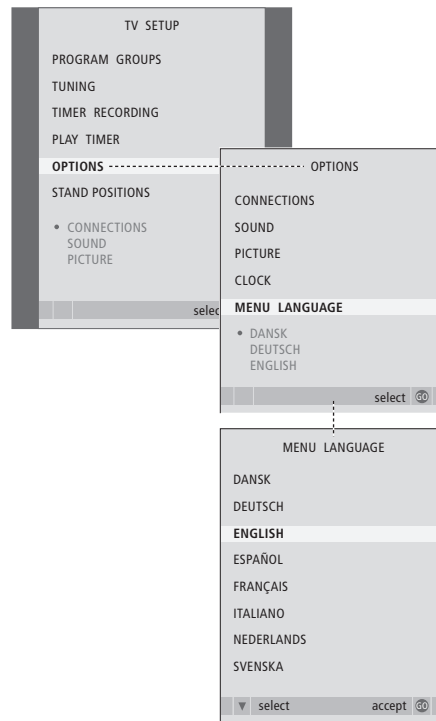 TV SETUP
PROGRAM GROUPS
TUNING
TIMER RECORDING
PLAY TIMER
OPTIONS
STAND POSITIONS
• CONNECTIONS
SOUND
PICTURE
OPTIONS
CONNECTIONS
SOUND
PICTURE
CLOCK
MENU LANGUAGE
• DANSK
DEUTSCH
ENGLISH
select GO
MENU LANGUAGE
DANSK
DEUTSCH
ENGLISH
ESPAÑOL
FRANÇAIS
ITALIANO
NEDERLANDS
SVENSKA
▼ select accept GO